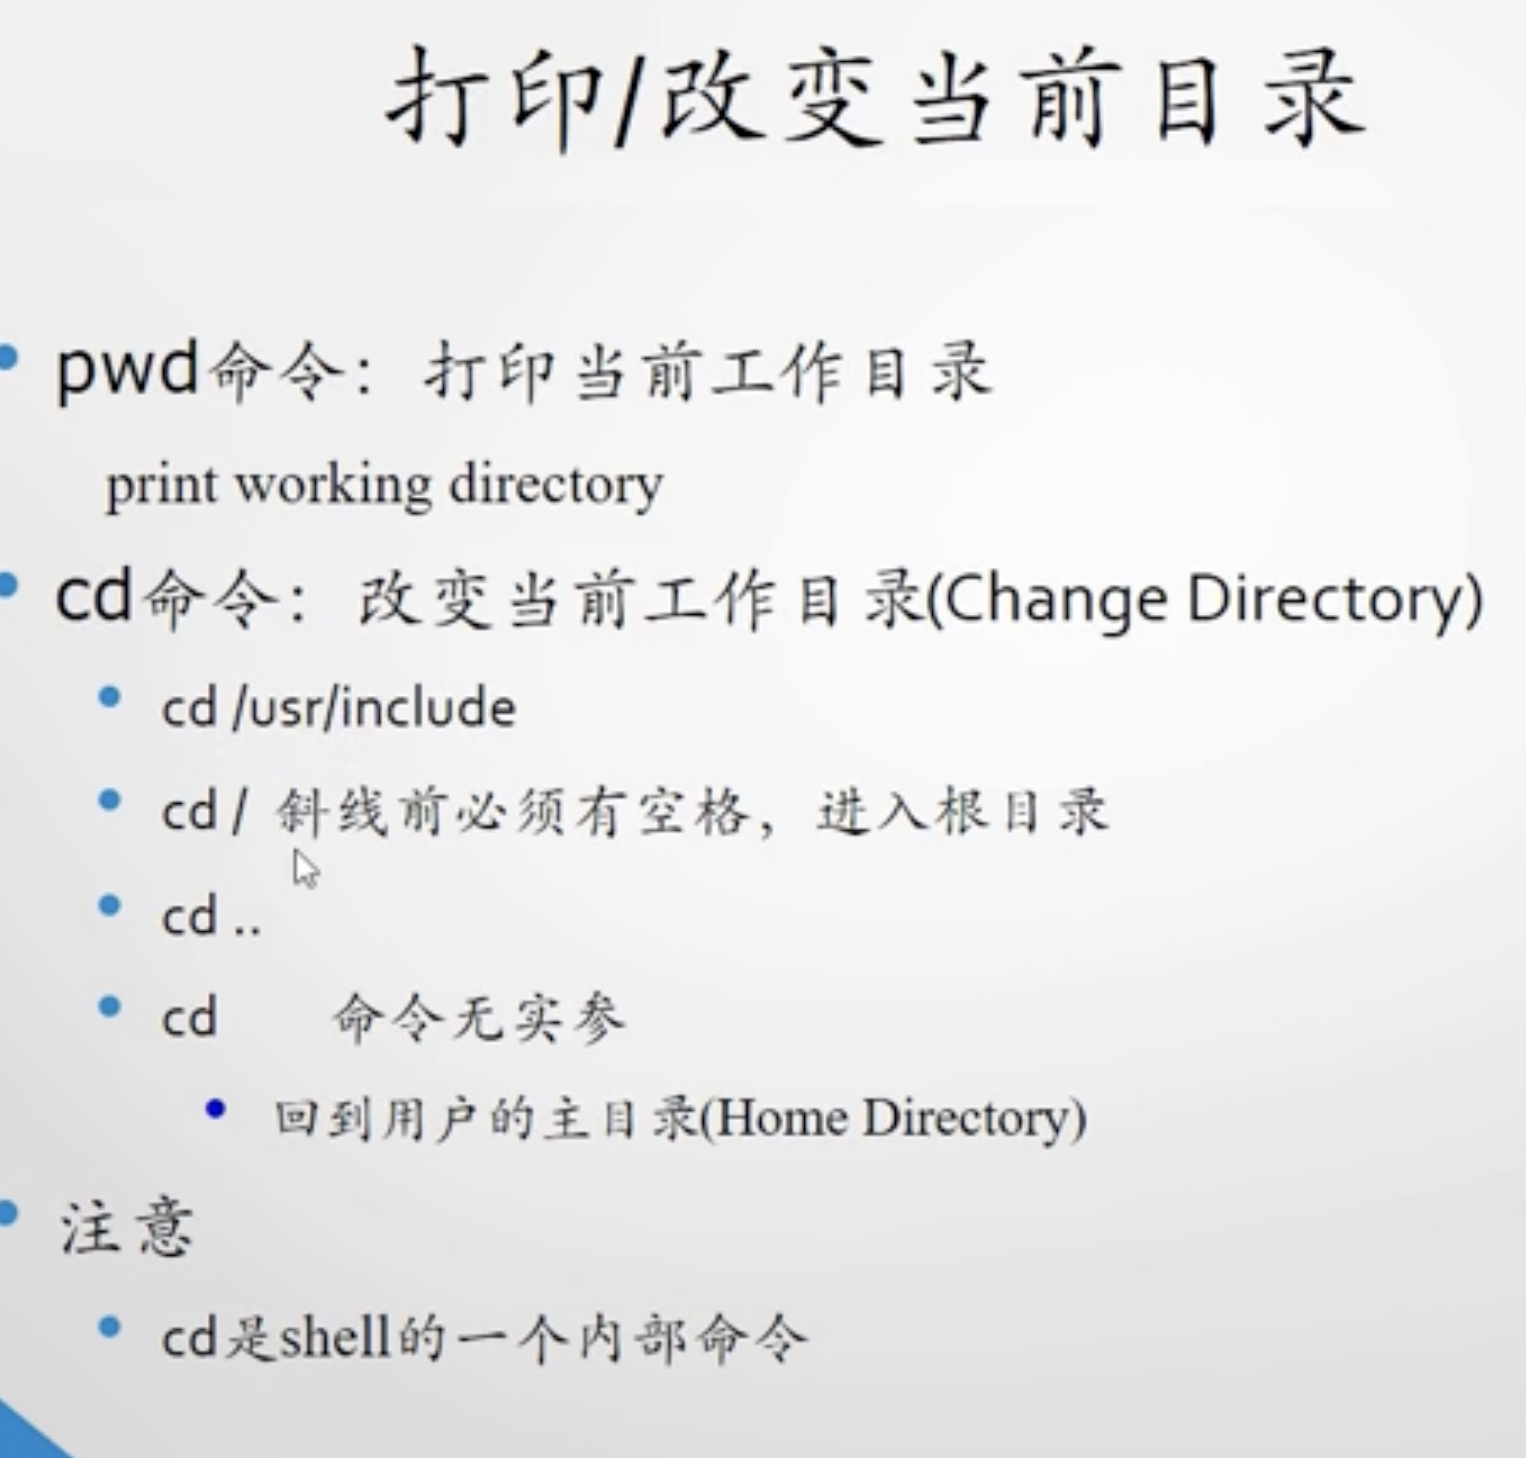 打印/改变当前目录
pwd命令：打印当前工作目录
print working directory
cd命令：改变当前工作目录(Change Directory)
cd /usr/include
cd / 斜线前必须有空格，进入根目录
cd ..
cd 命令无实参
回到用户的主目录(Home Directory)
注意
cd是shell的一个内部命令